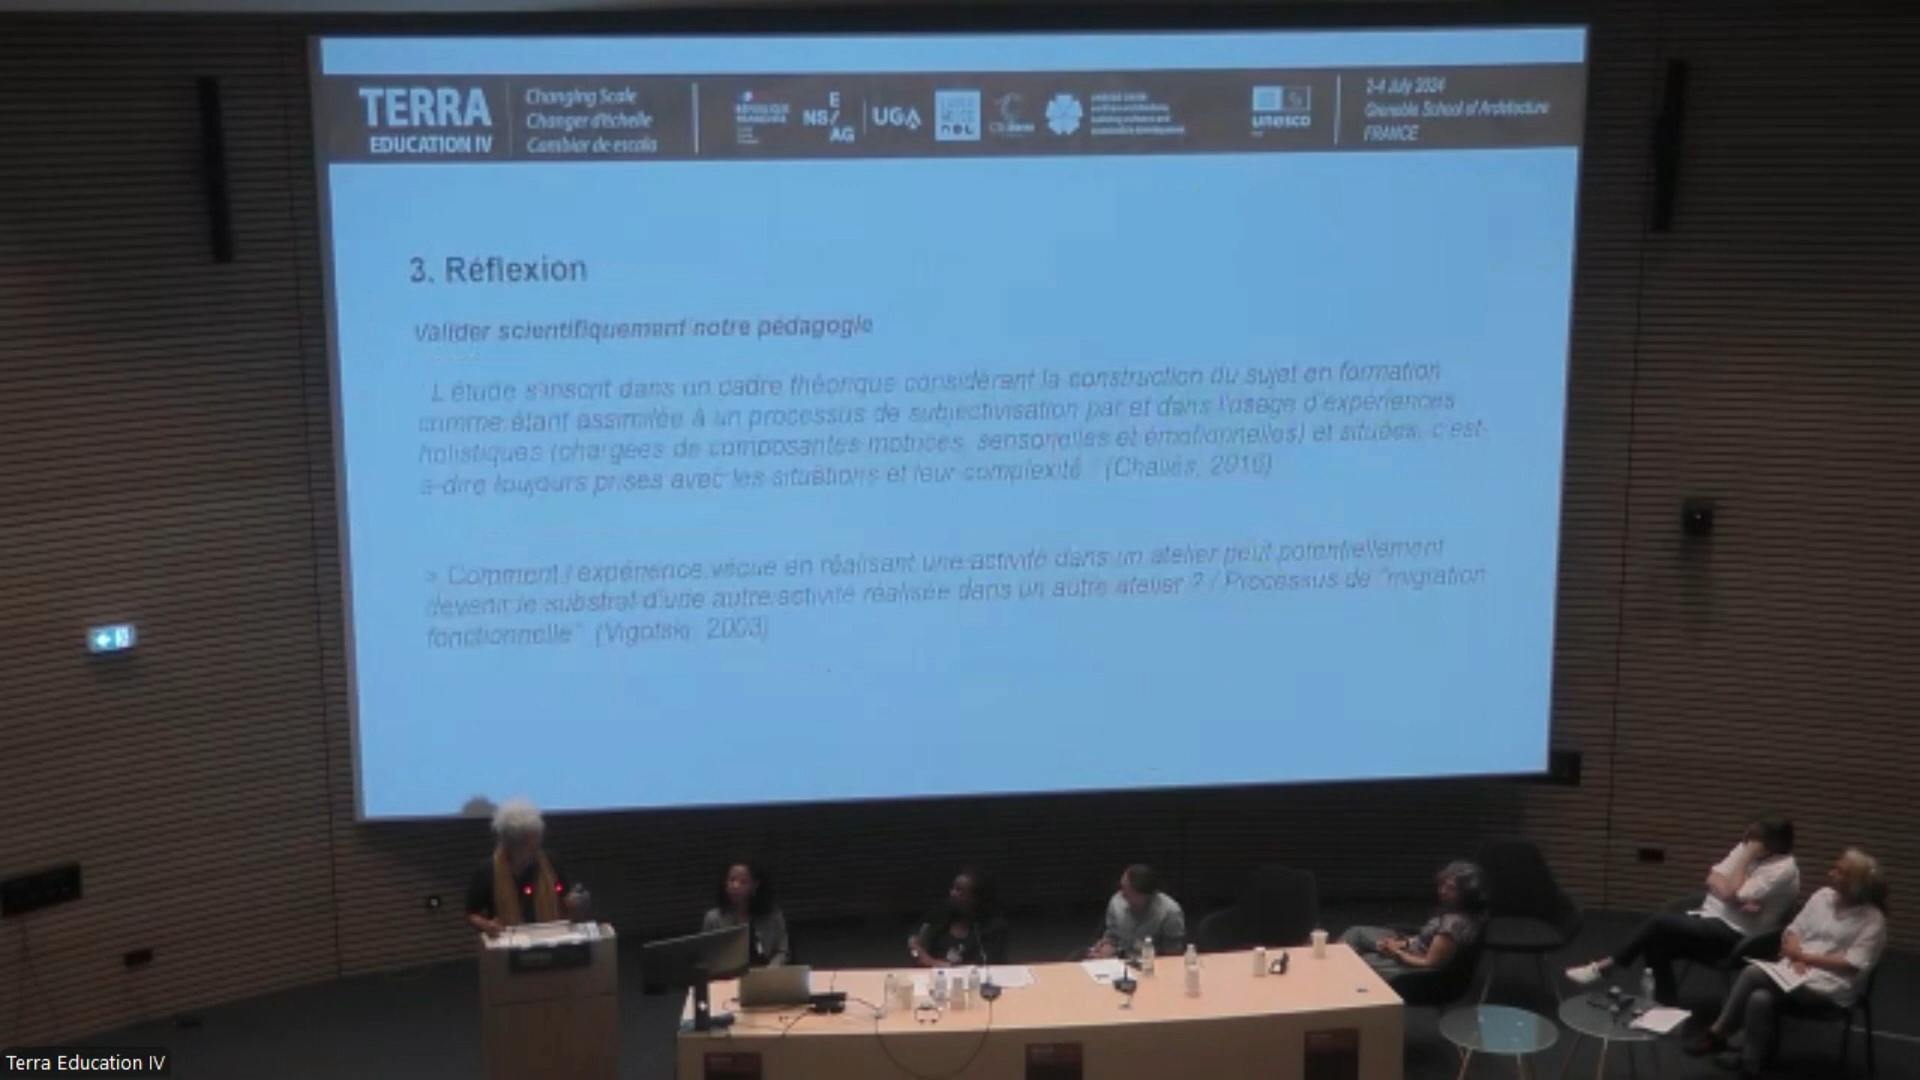 TERRA
EDUCATION IV
Changing Scale
Changer d'échelle
Cambiar de escala
RÉPUBLIQUE
FRANÇAISE
E
NS/
AG
UGA
unesco
2-4 July 2024
Grenoble School of Architecture
FRANCE
3. Réflexion
Valider scientifiquement notre pédagogie
L'étude s'inscrit dans un cadre théorique considérant la construction du sujet en formation
comme étant assimilée à un processus de subjectivisation par et dans l'usage d'expériences
holistiques (chargées de composantes motrices, sensorielles et émotionnelles) et situées, c'est-
à-dire toujours prises avec les situations et leur complexité " (Chaliès, 2016)
> Comment l'expérience vécue en réalisant une activité dans un atelier peut potentiellement
devenir le substrat d'une autre activité réalisée dans un autre atelier ? / Processus de "migration
fonctionnelle" (Vigotski, 2003)
Terra Education IV